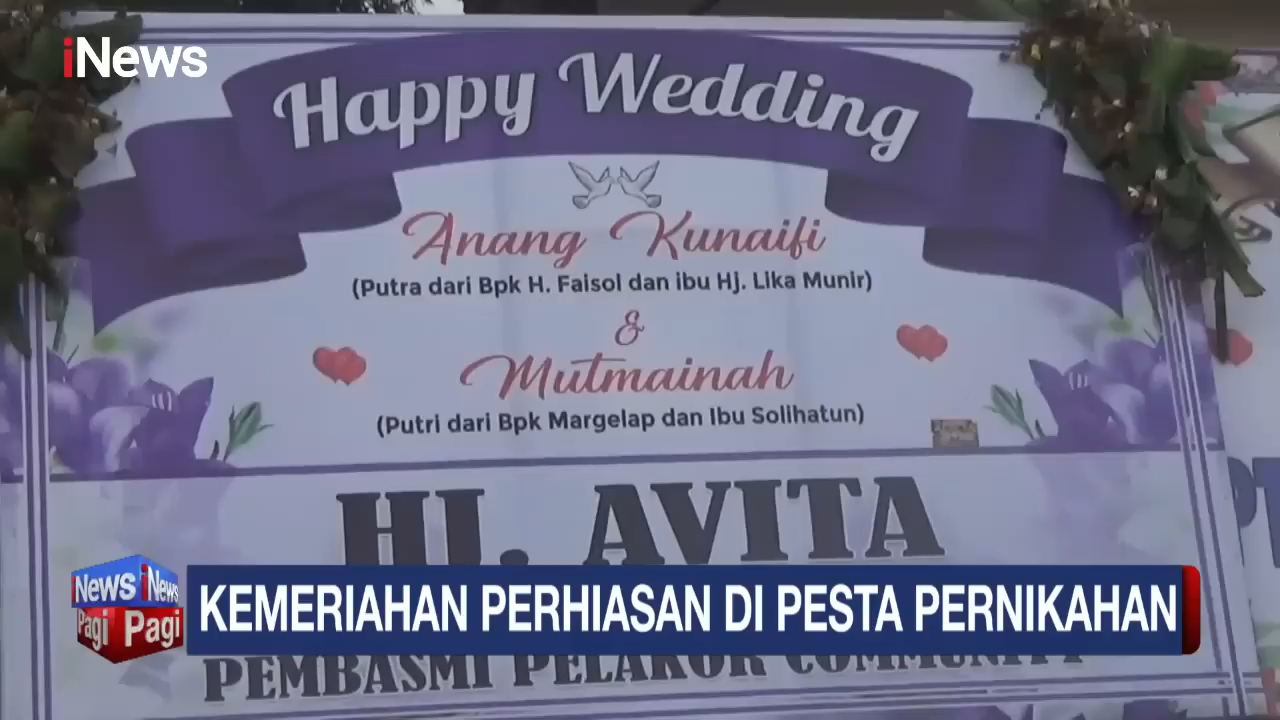 iNews
Happy Wedding
Anang Kunaifi
(Putra dari Bpk H. Faisol dan ibu Hj. Lika Munir)
&
Mutmainah
(Putri dari Bpk Margelap dan Ibu Solihatun)
HJ. AVITA
News iNews
Pagi Pagi
KEMERIAHAN PERHIASAN DI PESTA PERNIKAHAN
PEMBASMI PELAKOR COMMUNITY